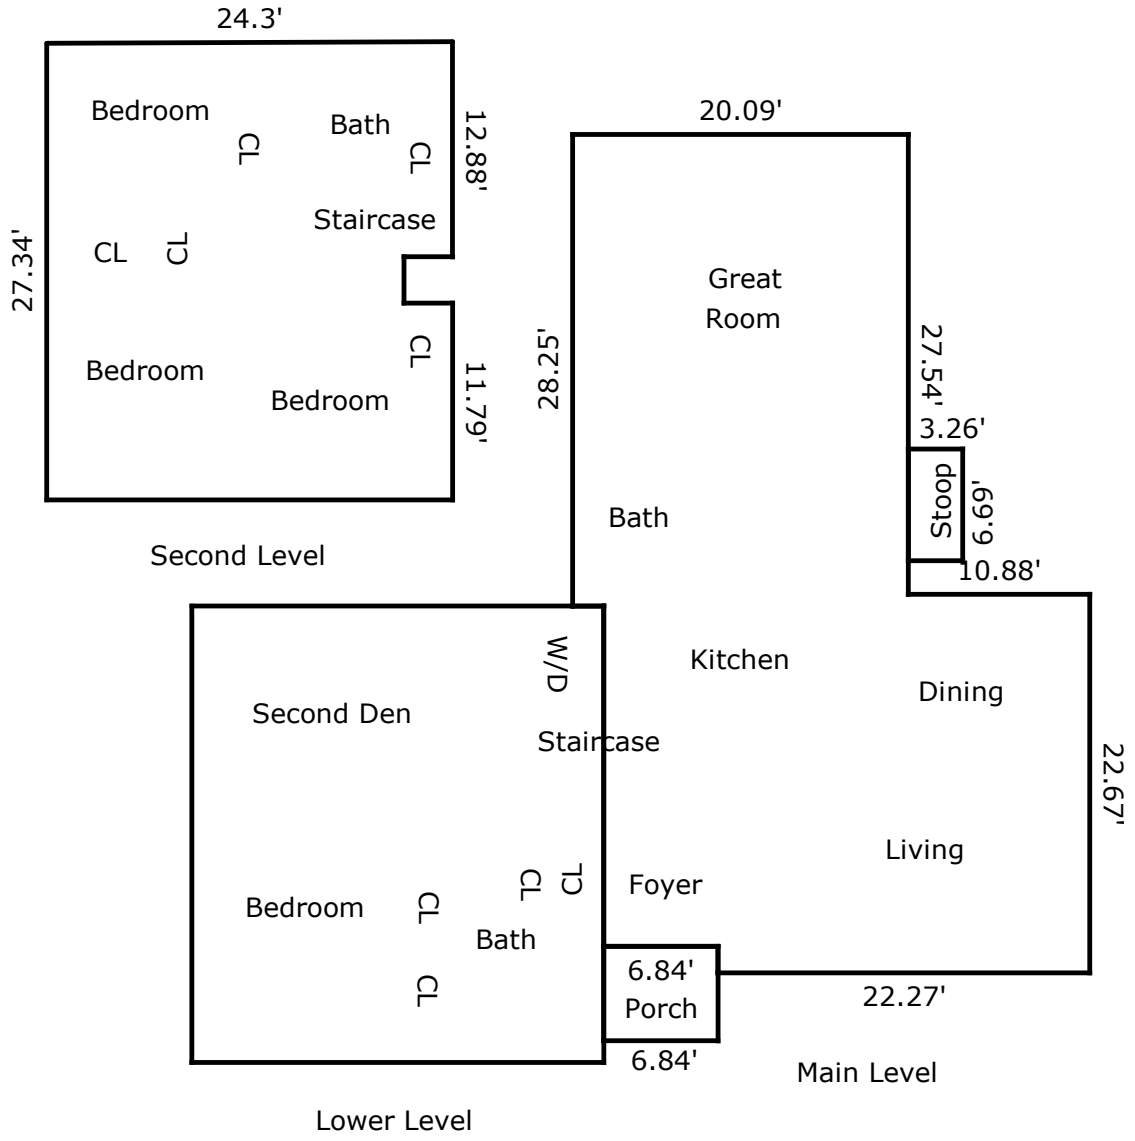 24.3'
Bedroom
Bath
CL
CL
12.88'
Staircase
CL
CL
27.34'
CL
Bedroom
Bedroom
11.79'
Second Level
20.09'
Great
Room
28.25'
27.54'
3.26'
Stoop
6.69'
Bath
10.88'
Kitchen
Dining
22.67'
Living
Foyer
6.84'
Porch
6.84'
22.27'
Main Level
W/D
Second Den
Staircase
CL
CL
CL
Bedroom
Bath
CL
Lower Level